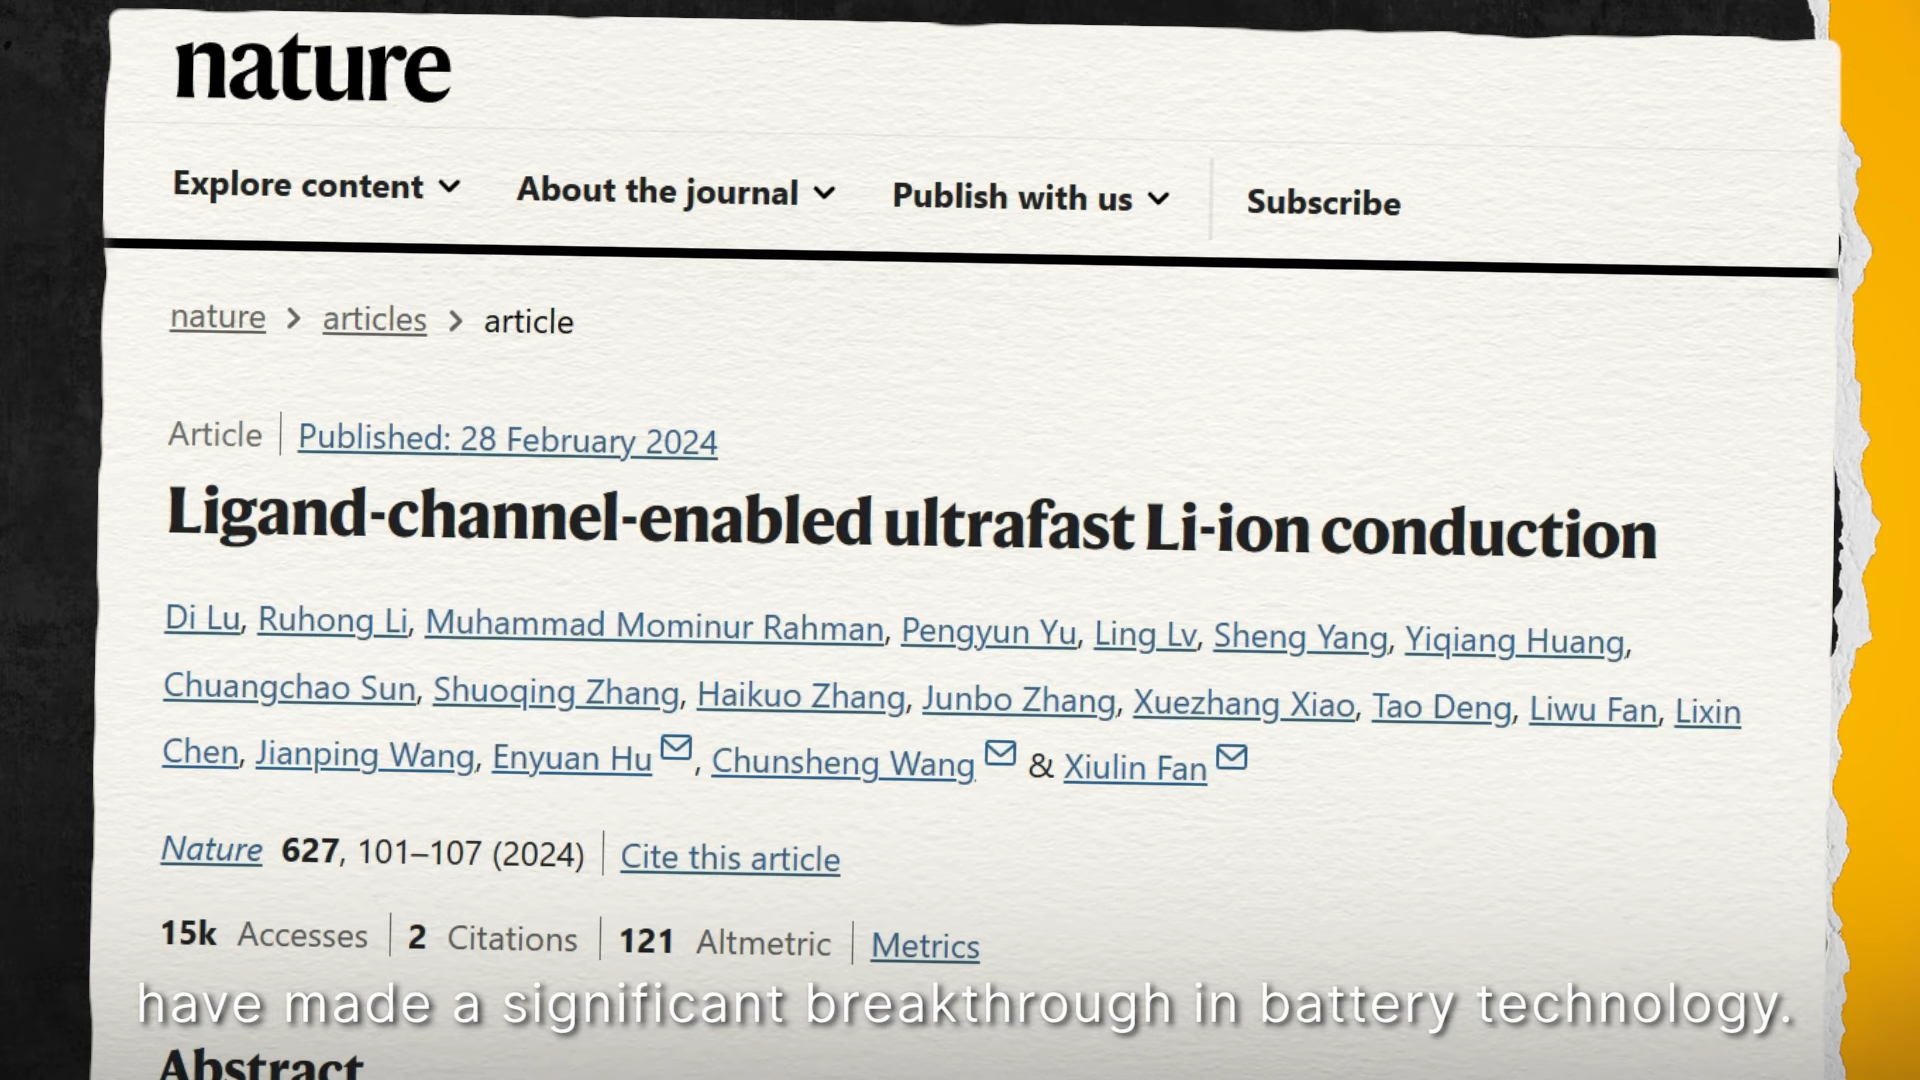 nature
Explore content About the journal Publish with us Subscribe
nature > articles > article
Article Published: 28 February 2024
Ligand-channel-enabled ultrafast Li-ion conduction
Di Lu, Ruhong Li, Muhammad Mominur Rahman, Pengyun Yu, Ling Lv, Sheng Yang, Yiqiang Huang,
Chuangchao Sun, Shuoqing Zhang, Haikuo Zhang, Junbo Zhang, Xuezhang Xiao, Tao Deng, Liwu Fan, Lixin
Chen, Jianping Wang, Enyuan Hu, Chunsheng Wang & Xiulin Fan
Nature 627, 101–107 (2024) Cite this article
15k Accesses 2 Citations 121 Altmetric Metrics
have made a significant breakthrough in battery technology.
Abstract